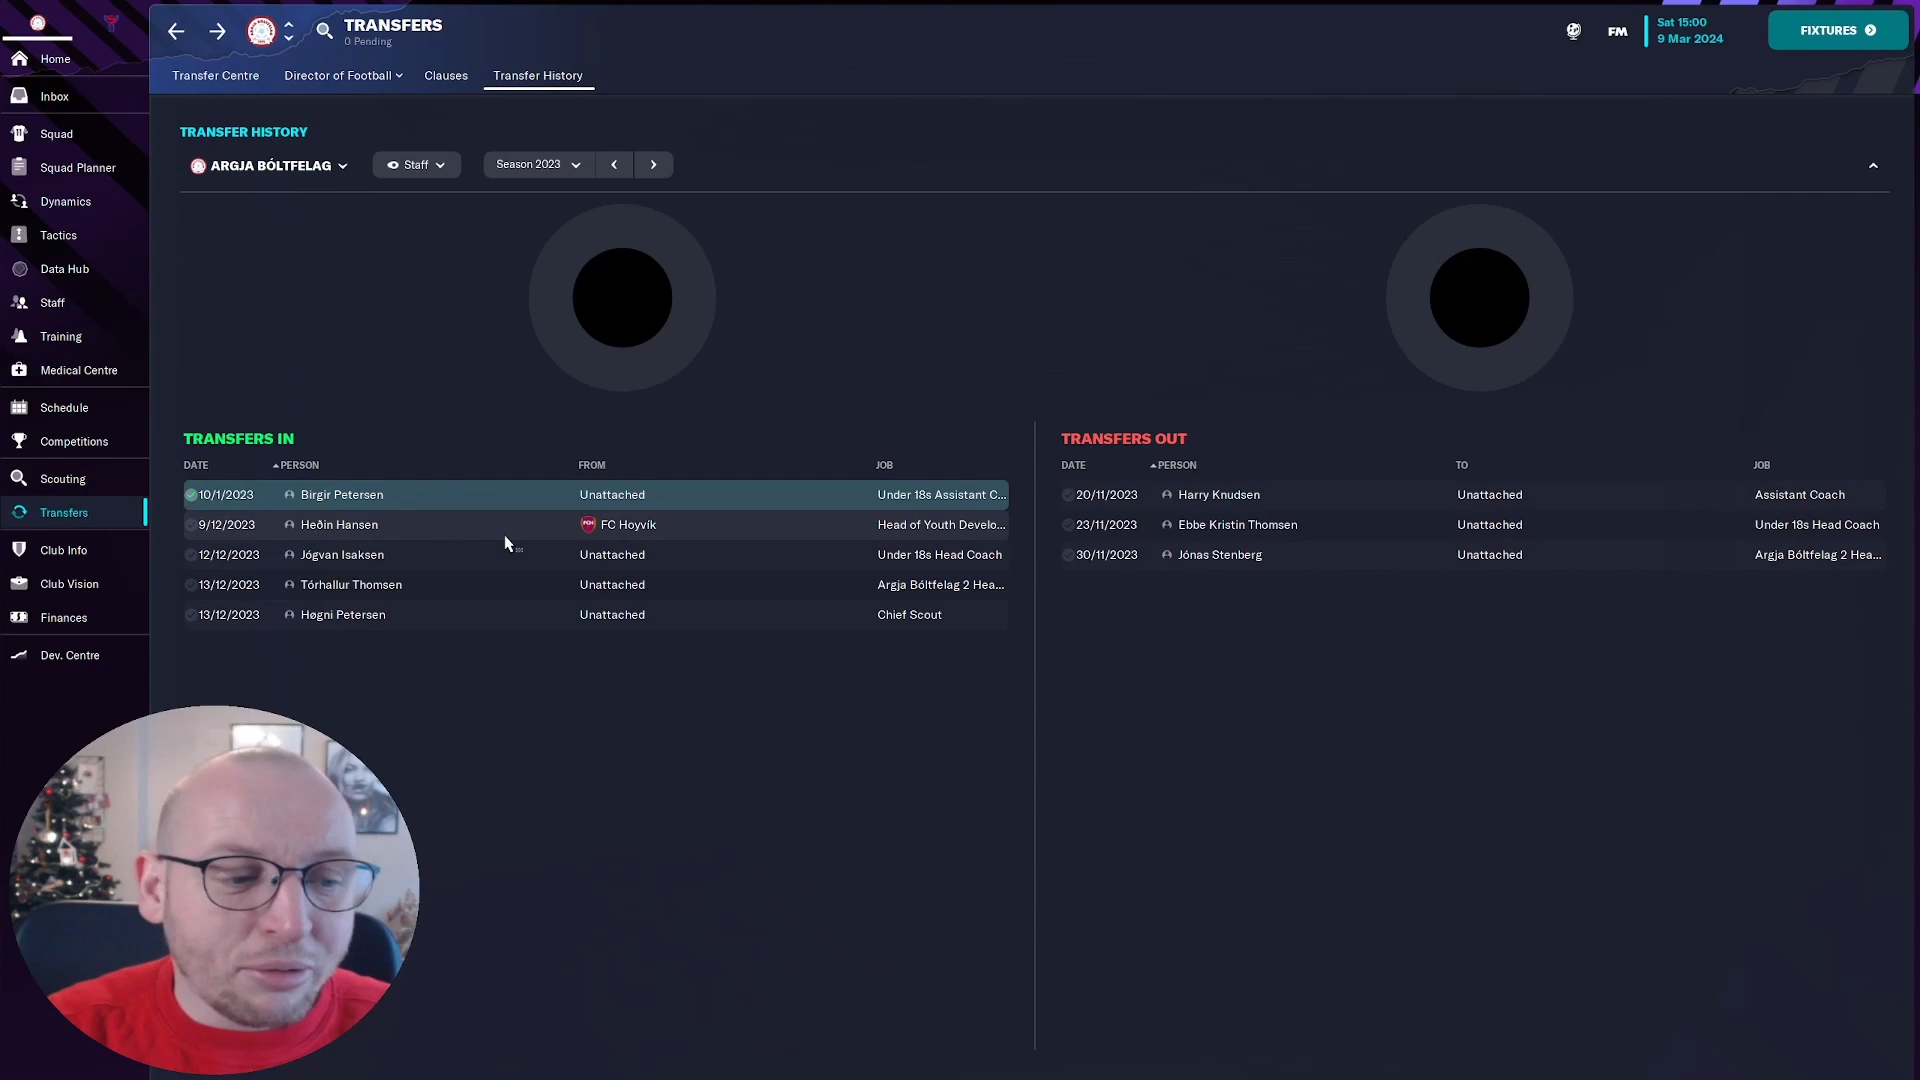 TRANSFERS
0 Pending
FM
Sat 15:00
9 Mar 2024
FIXTURES
Home
Inbox
Squad
Squad Planner
Dynamics
Tactics
Data Hub
Staff
Training
Medical Centre
Schedule
Competitions
Scouting
Transfers
Club Info
Club Vision
Finances
Dev. Centre
Transfer Centre Director of Football Clauses Transfer History
TRANSFER HISTORY
ARGJA BÓLTFELAG Staff Season 2023
TRANSFERS IN
DATE PERSON FROM JOB
10/1/2023 Birgir Petersen Unattached Under 18s Assistant C...
9/12/2023 Heðin Hansen FC Hoyvík Head of Youth Develo...
12/12/2023 Jógvan Isaksen Unattached Under 18s Head Coach
13/12/2023 Tórhallur Thomsen Unattached Argja Bóltfelag 2 Hea...
13/12/2023 Høgni Petersen Unattached Chief Scout
TRANSFERS OUT
DATE PERSON TO JOB
20/11/2023 Harry Knudsen Unattached Assistant Coach
23/11/2023 Ebbe Kristin Thomsen Unattached Under 18s Head Coach
30/11/2023 Jónas Stenberg Unattached Argja Bóltfelag 2 Hea...